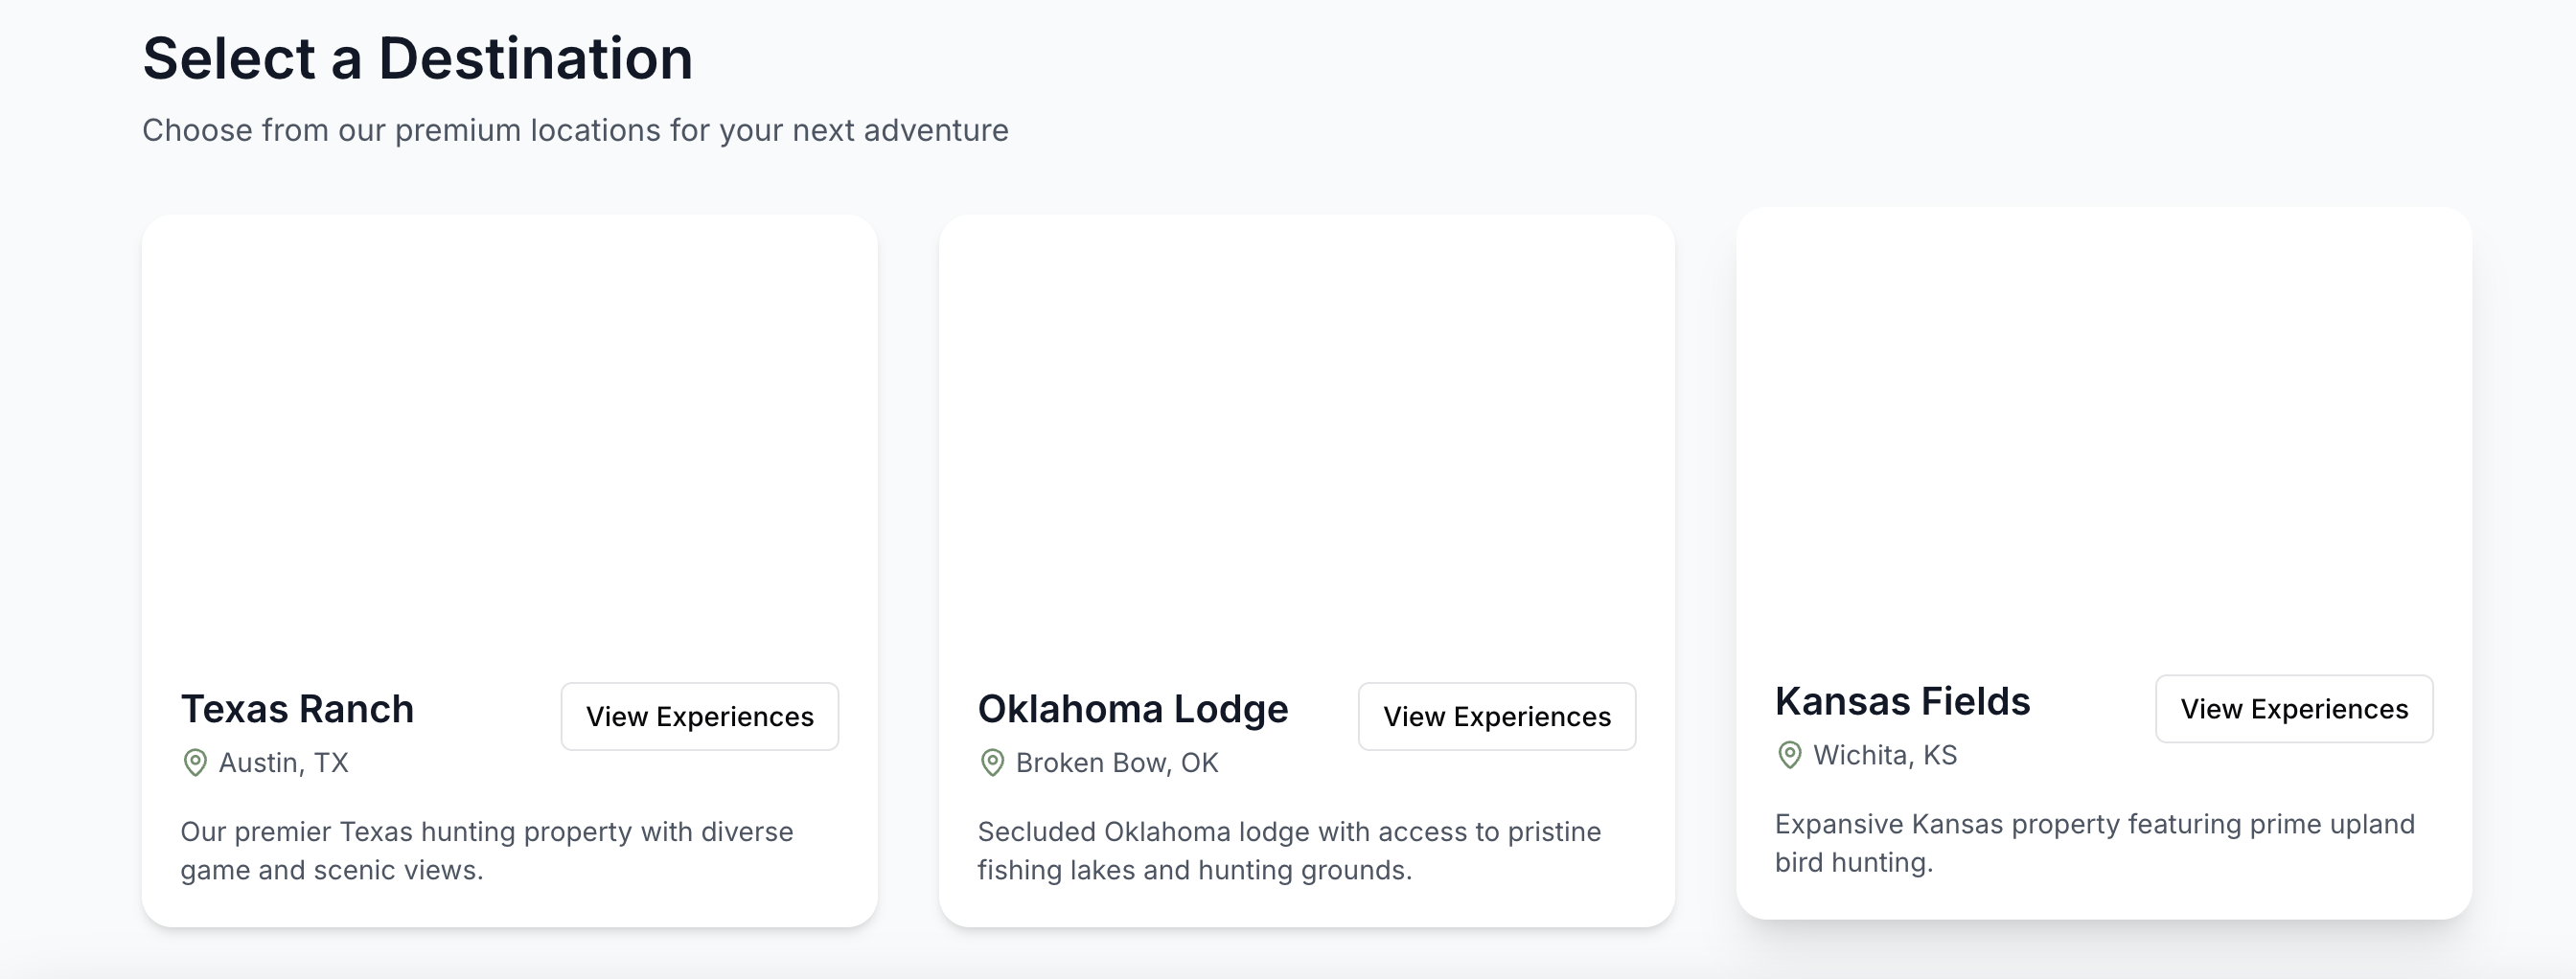 Select a Destination
Choose from our premium locations for your next adventure
Texas Ranch
View Experiences
Austin, TX
Our premier Texas hunting property with diverse
game and scenic views.
Oklahoma Lodge
View Experiences
Broken Bow, OK
Secluded Oklahoma lodge with access to pristine
fishing lakes and hunting grounds.
Kansas Fields
View Experiences
Wichita, KS
Expansive Kansas property featuring prime upland
bird hunting.